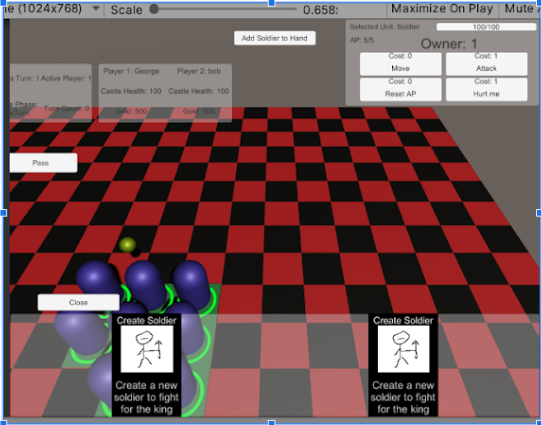 (1024x768)
Scale
0.658
Maximize On Play
Mute
Add Soldier to Hand
Selected Unit: Soldier
100/100
AP: 5/5
Owner: 1
Cost: 0
Move
Cost: 1
Attack
Cost: 0
Reset AP
Cost: 1
Hurt me
Turn: 1 Active Player: 1
Phase:
Turn Count: 0
Player 1: George
Player 2: bob
Castle Health: 100
Castle Health: 100
Gold: 500
Gold: 500
Pass
Close
Create Soldier
Create a new
soldier to fight
for the king
Create Soldier
Create a new
soldier to fight
for the king